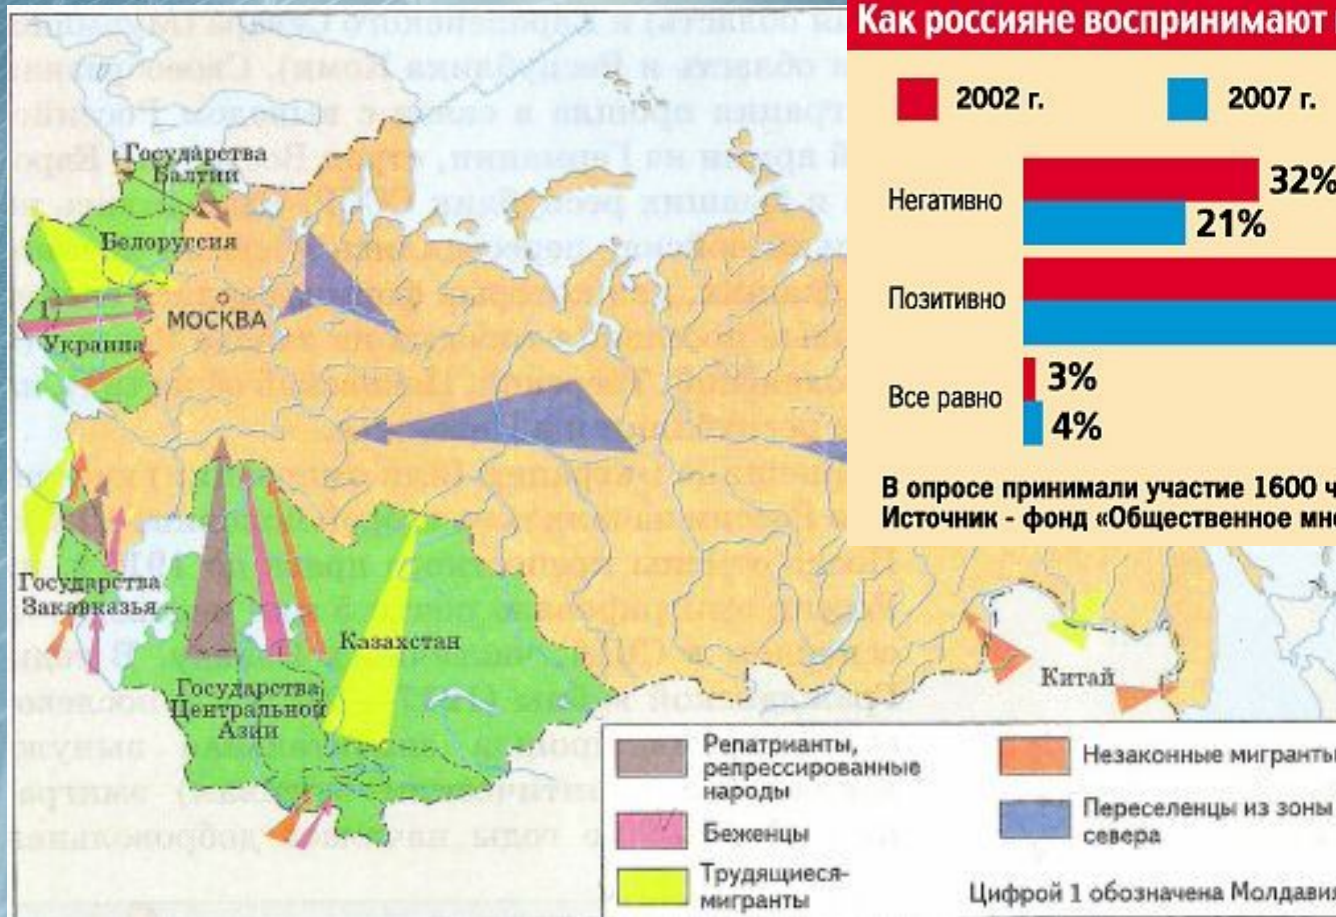 Как россияне воспринимают
2002 г.
2007 г.
Негативно
32%
21%
Позитивно
Все равно
3%
4%
В опросе принимали участие 1600
Источник - фонд «Общественное
Государства
Балтии
Белоруссия
МОСКВА
1
Украина
Государства
Закавказья
Казахстан
Государства
Центральной
Азии
Китай
Репатрианты,
репрессированные
народы
Беженцы
Трудящиеся-
мигранты
Незаконные мигранты
Переселенцы из зоны
севера
Цифрой 1 обозначена Молдавия